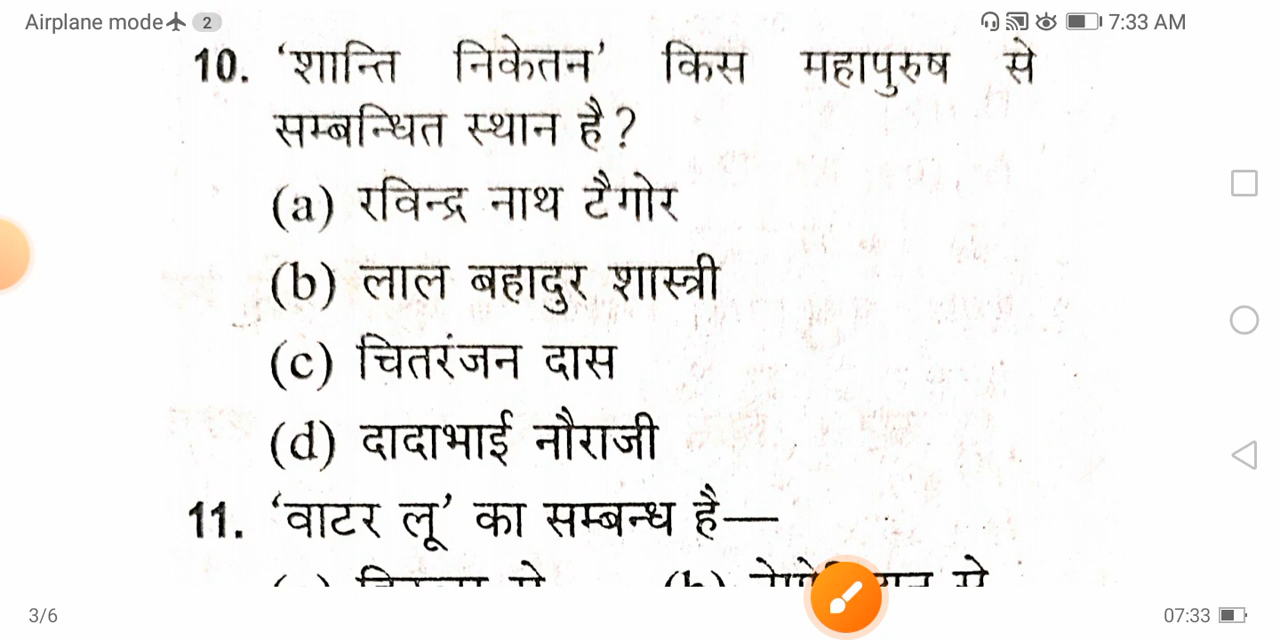 Airplane mode 2 7:33 AM
10. ‘शान्ति निकेतन’ किस महापुरुष से
सम्बन्धित स्थान है?
(a) रविन्द्र नाथ टैगोर
(b) लाल बहादुर शास्त्री
(c) चितरंजन दास
(d) दादाभाई नौराजी
11. ‘वाटर लू’ का सम्बन्ध है—
3/6 07:33